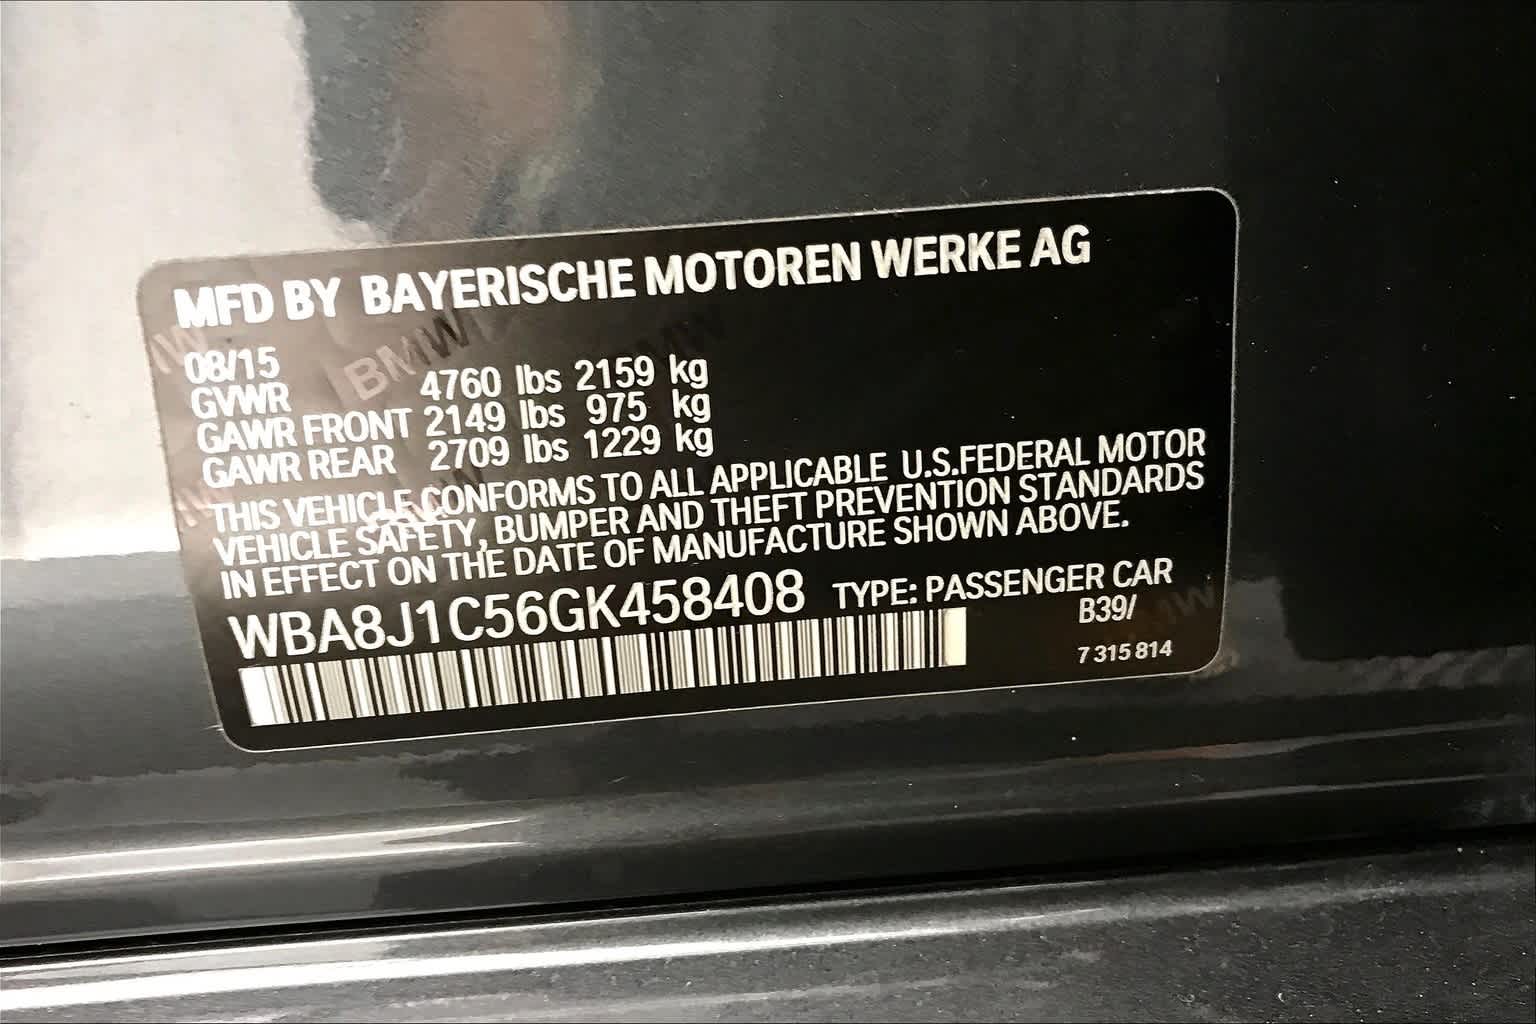 MFD BY BAYERISCHE MOTOREN WERKE AG
08/15
GVWR 4760 lbs 2159 kg
GAWR FRONT 2149 lbs 975 kg
GAWR REAR 2709 lbs 1229 kg
THIS VEHICLE CONFORMS TO ALL APPLICABLE U.S.FEDERAL MOTOR
VEHICLE SAFETY, BUMPER AND THEFT PREVENTION STANDARDS
IN EFFECT ON THE DATE OF MANUFACTURE SHOWN ABOVE.
WBA8J1C56GK458408 TYPE: PASSENGER CAR
B39/
7 315 814
BMW
BMW
BMW